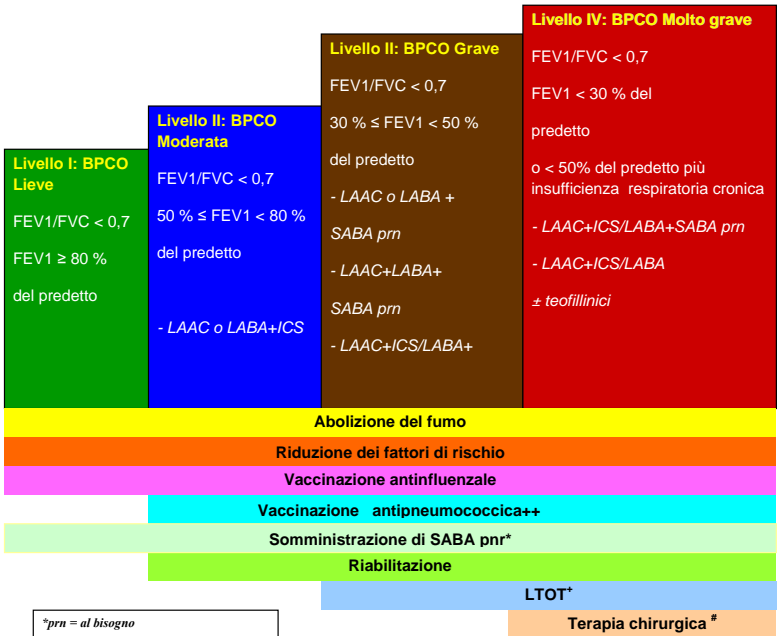 Livello I: BPCO
Lieve
FEV1/FVC < 0,7
FEV1 ≥ 80 %
del predetto
Livello II: BPCO
Moderata
FEV1/FVC < 0,7
50 % ≤ FEV1 < 80 %
del predetto
- LAAC o LABA+ICS
Livello II: BPCO Grave
FEV1/FVC < 0,7
30 % ≤ FEV1 < 50 %
del predetto
- LAAC o LABA +
SABA prn
- LAAC+LABA+
SABA prn
- LAAC+ICS/LABA+
Livello IV: BPCO Molto grave
FEV1/FVC < 0,7
FEV1 < 30 % del
predetto
o < 50% del predetto più
insufficienza respiratoria cronica
- LAAC+ICS/LABA+SABA prn
- LAAC+ICS/LABA
± teofillinici
Abolizione del fumo
Riduzione dei fattori di rischio
Vaccinazione antinfluenzale
Vaccinazione antipneumococcica++
Somministrazione di SABA pnr*
Riabilitazione
LTOT+
Terapia chirurgica #
*prn = al bisogno